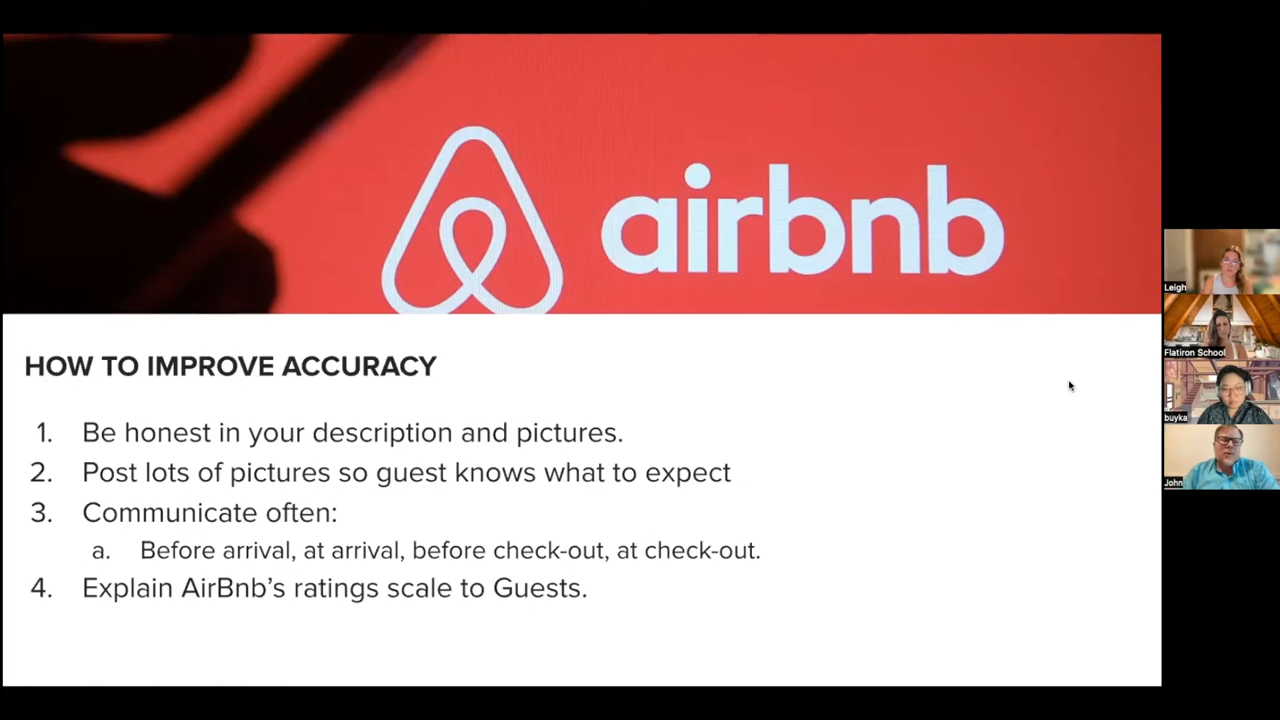 airbnb
HOW TO IMPROVE ACCURACY
1. Be honest in your description and pictures.
2. Post lots of pictures so guest knows what to expect
3. Communicate often:
a. Before arrival, at arrival, before check-out, at check-out.
4. Explain AirBnb’s ratings scale to Guests.
Leigh
Flatiron School
buyka
John